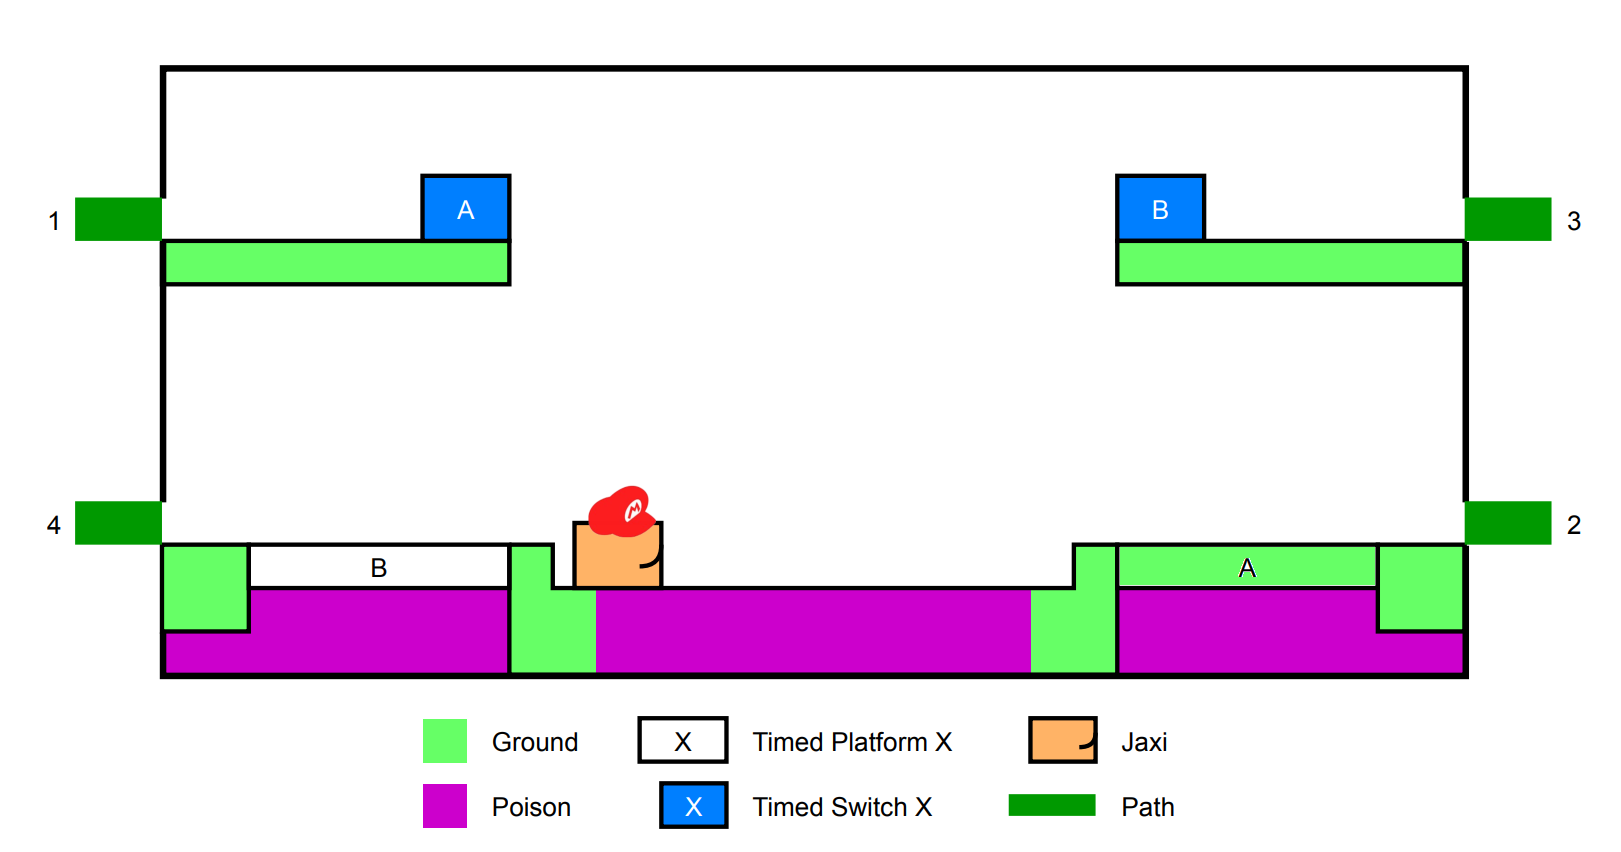 A
B
1
3
M
4
2
B
A
Ground
X
Timed Platform X
Jaxi
Poison
X
Timed Switch X
Path